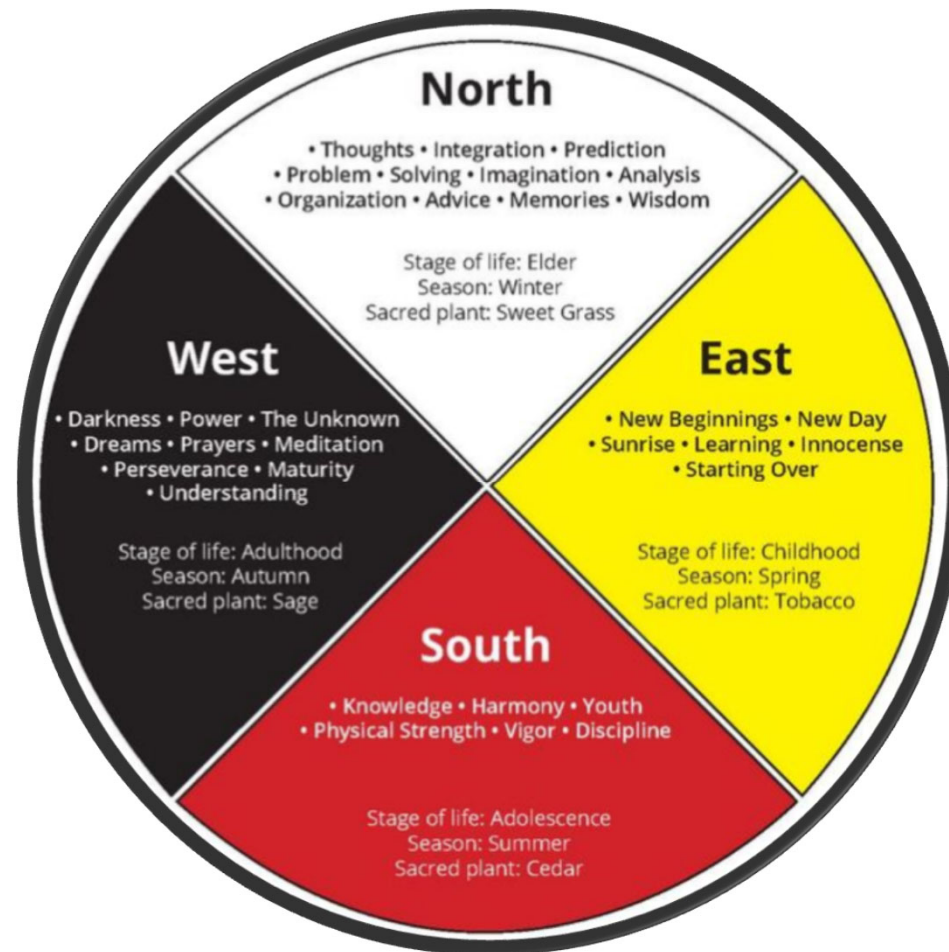 North
• Thoughts • Integration • Prediction
• Problem • Solving • Imagination • Analysis
• Organization • Advice • Memories • Wisdom
Stage of life: Elder
Season: Winter
Sacred plant: Sweet Grass
West
• Darkness • Power • The Unknown
• Dreams • Prayers • Meditation
• Perseverance • Maturity
• Understanding
Stage of life: Adulthood
Season: Autumn
Sacred plant: Sage
East
• New Beginnings • New Day
• Sunrise • Learning • Innocense
• Starting Over
Stage of life: Childhood
Season: Spring
Sacred plant: Tobacco
South
• Knowledge • Harmony • Youth
• Physical Strength • Vigor • Discipline
Stage of life: Adolescence
Season: Summer
Sacred plant: Cedar